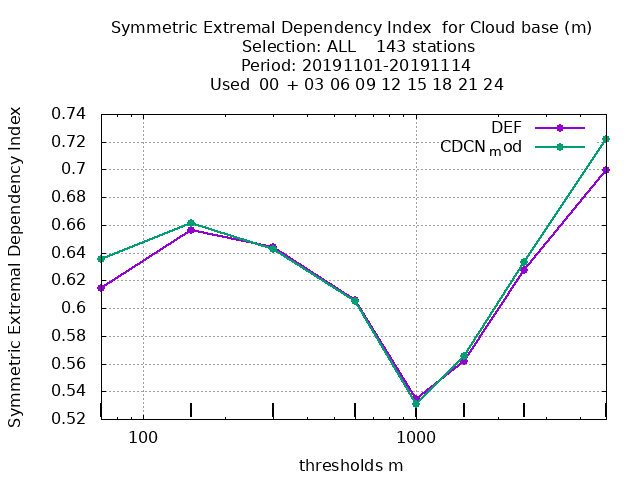 Symmetric Extremal Dependency Index  for Cloud base (m)
Selection: ALL    143 stations
Period: 20191101-20191114
Used  00 + 03 06 09 12 15 18 21 24
Symmetric Extremal Dependency Index
0.74
0.72
0.7
0.68
0.66
0.64
0.62
0.6
0.58
0.56
0.54
0.52
DEF
CDCNmod
100 1000
thresholds m